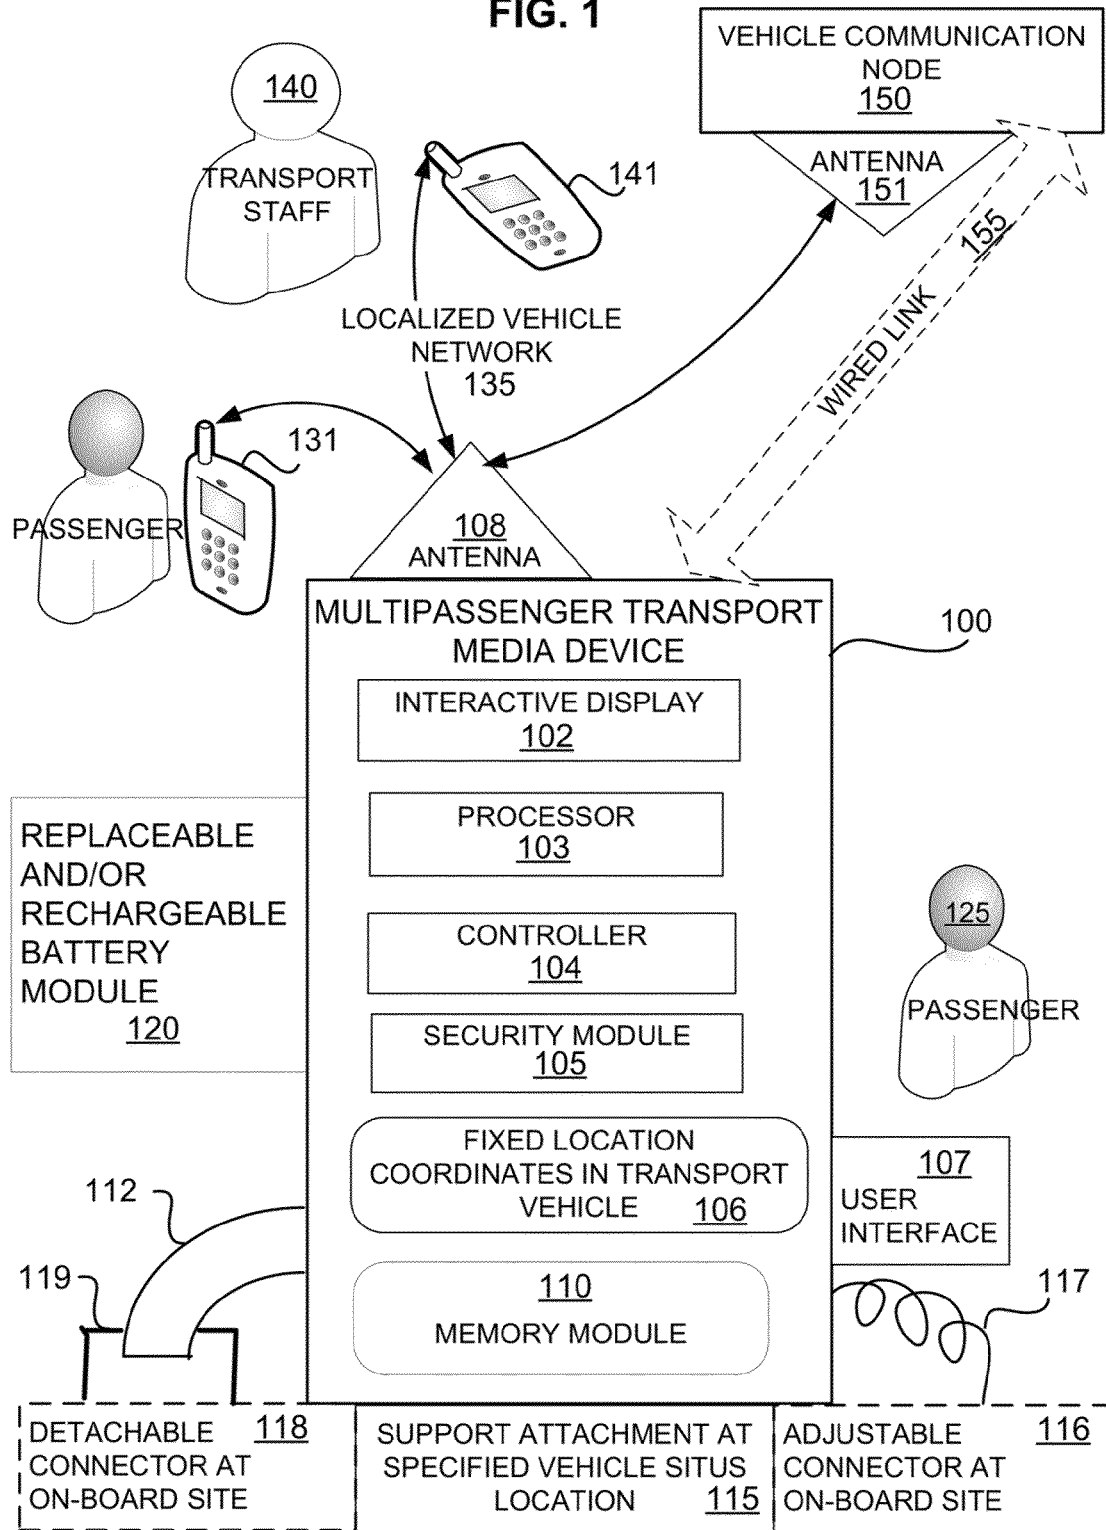 FIG. 1
VEHICLE COMMUNICATION
NODE
150
ANTENNA
151
140
TRANSPORT
STAFF
141
155
WIRED LINK
LOCALIZED VEHICLE
NETWORK
135
131
PASSENGER
108
ANTENNA
100
MULTIPASSENGER TRANSPORT
MEDIA DEVICE
INTERACTIVE DISPLAY
102
PROCESSOR
103
REPLACEABLE
AND/OR
RECHARGEABLE
BATTERY
MODULE
120
CONTROLLER
104
125
PASSENGER
SECURITY MODULE
105
FIXED LOCATION
COORDINATES IN TRANSPORT
VEHICLE 106
107
USER
INTERFACE
112
119
110
MEMORY MODULE
117
DETACHABLE 118
CONNECTOR AT
ON-BOARD SITE
SUPPORT ATTACHMENT AT
SPECIFIED VEHICLE SITUS
LOCATION 115
ADJUSTABLE 116
CONNECTOR AT
ON-BOARD SITE